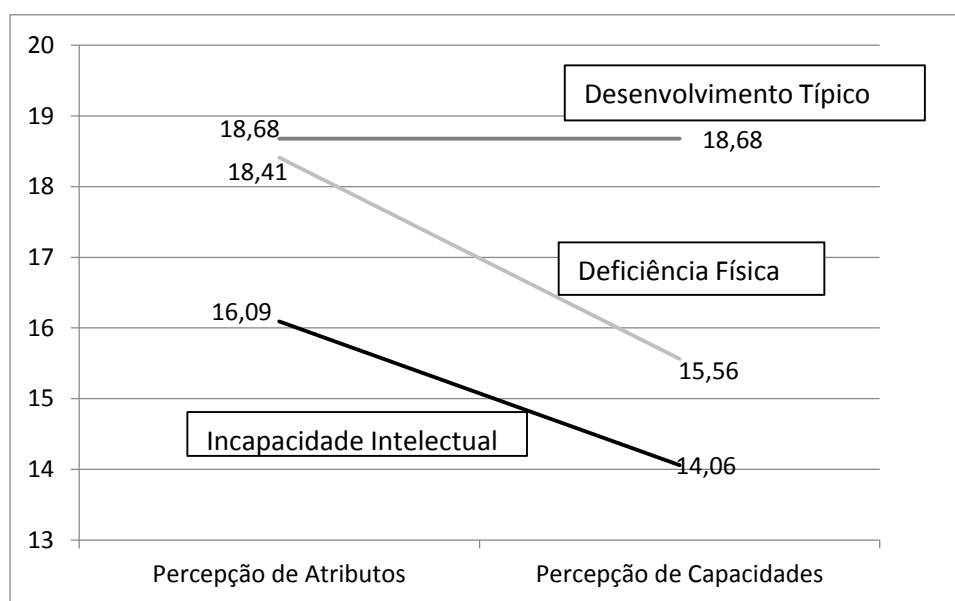 20
19
18
17
16
15
14
13
Desenvolvimento Típico
18,68
18,68
18,41
Deficiência Física
16,09
15,56
Incapacidade Intelectual
14,06
Percepção de Atributos
Percepção de Capacidades